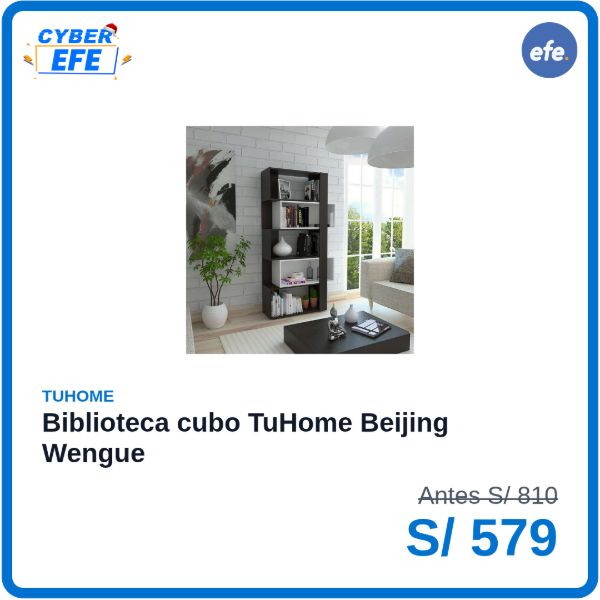 CYBER
EFE
efe.
TUHOME
Biblioteca cubo TuHome Beijing
Wengue
Antes S/ 810
S/ 579